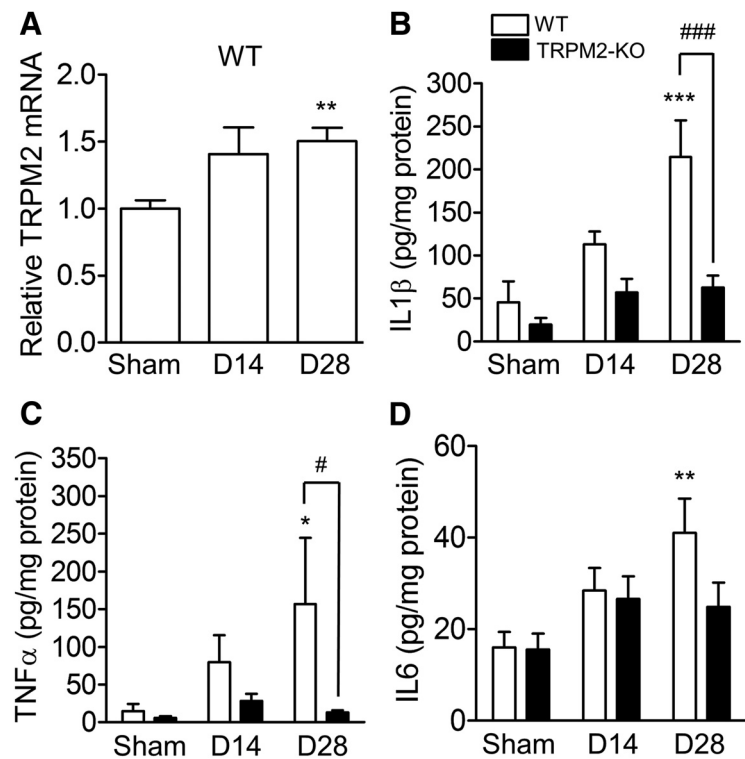 A
WT
Relative TRPM2 mRNA
2.0
1.5
1.0
0.5
0.0
**
Sham D14 D28
B
WT
TRPM2-KO
###
***
IL1β (pg/mg protein)
300
250
200
150
100
50
0
Sham D14 D28
C
TNFα (pg/mg protein)
350
300
250
200
150
100
50
0
#
*
Sham D14 D28
D
IL6 (pg/mg protein)
60
40
20
0
**
Sham D14 D28